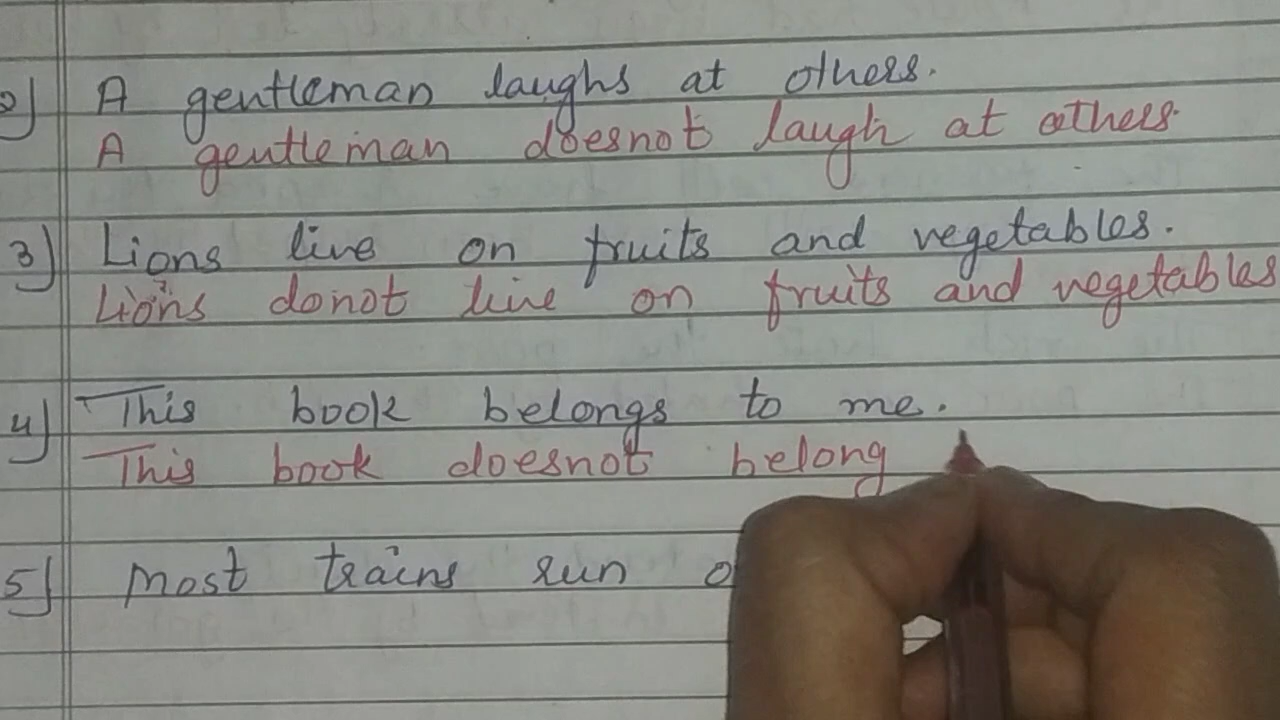 2) A gentleman laughs at others.
A gentleman doesnot laugh at others.
3) Lions live on fruits and vegetables.
Lions donot live on fruits and vegetables
4) This book belongs to me.
This book doesnot belong
5) Most trains run